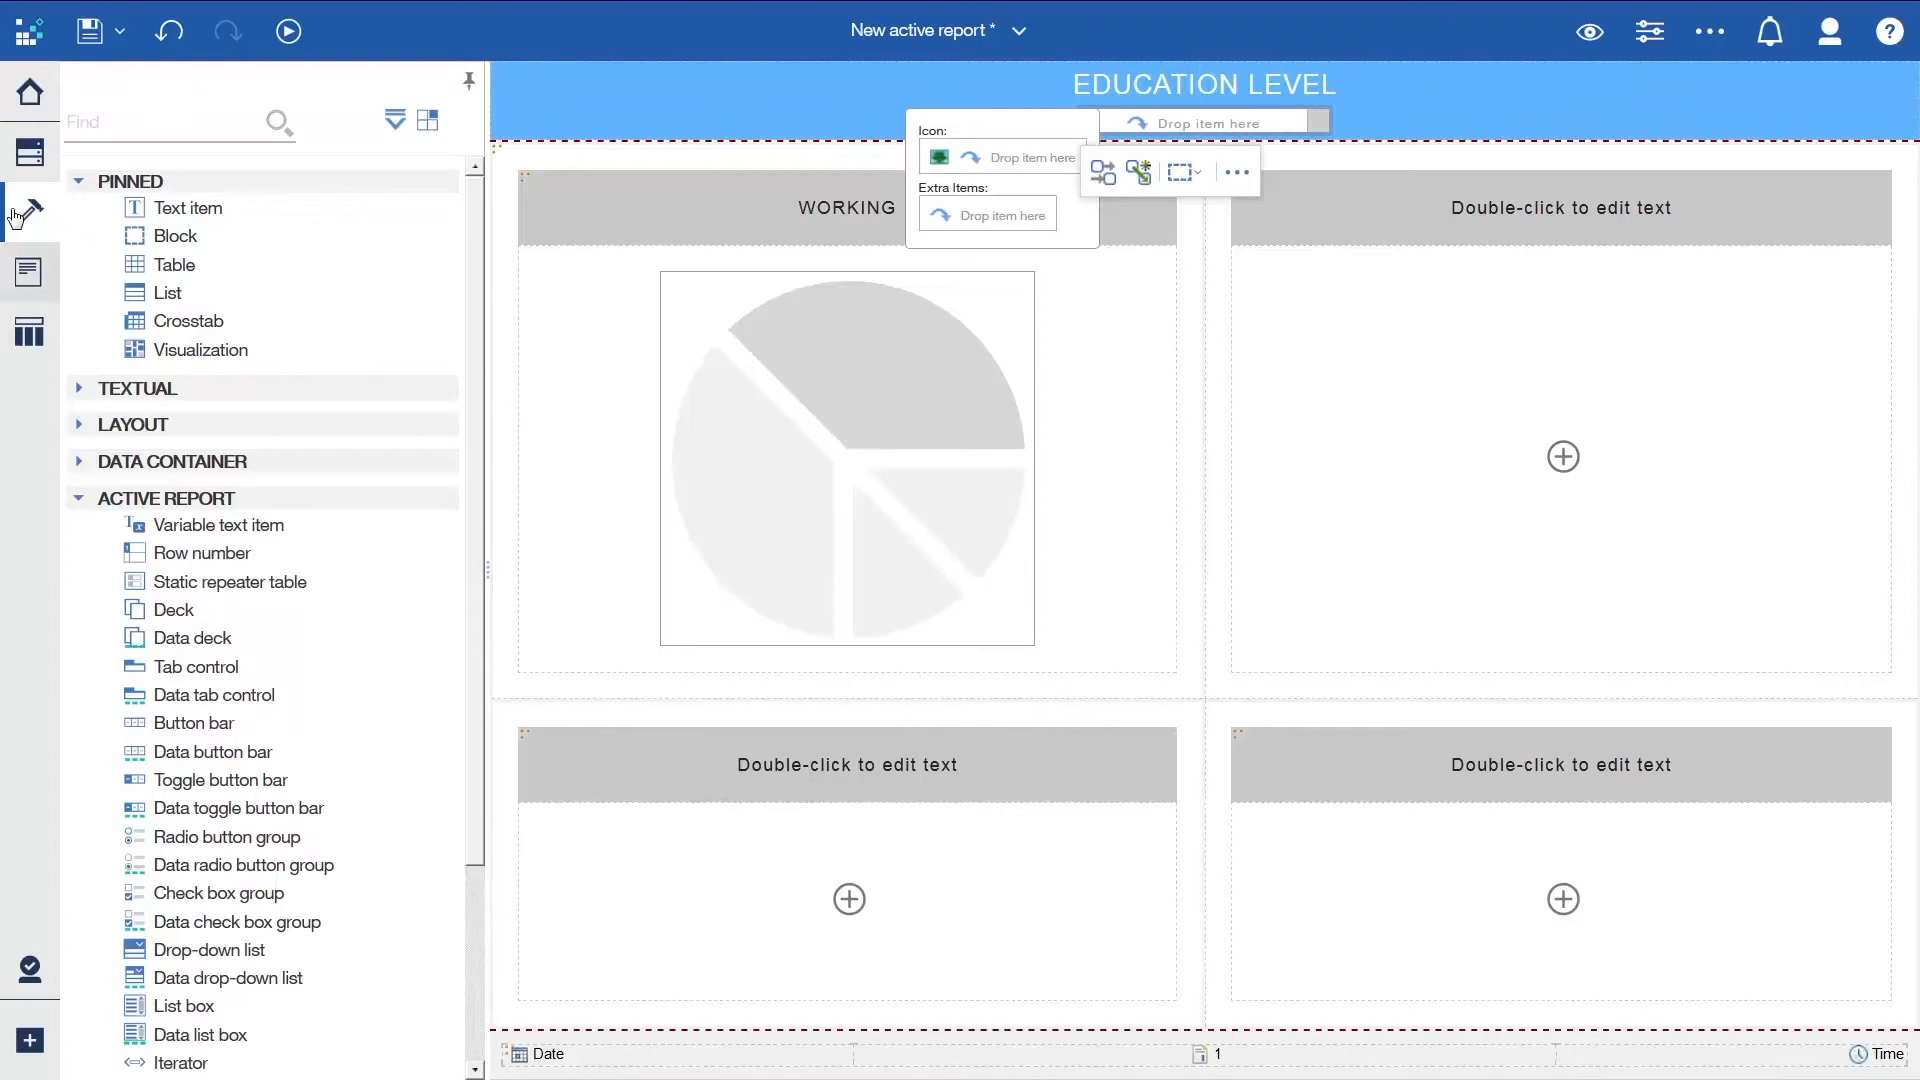 New active report *
?
Find
PINNED
Text item
Block
Table
List
Crosstab
Visualization
TEXTUAL
LAYOUT
DATA CONTAINER
ACTIVE REPORT
Variable text item
Row number
Static repeater table
Deck
Data deck
Tab control
Data tab control
Button bar
Data button bar
Toggle button bar
Data toggle button bar
Radio button group
Data radio button group
Check box group
Data check box group
Drop-down list
Data drop-down list
List box
Data list box
Iterator
EDUCATION LEVEL
Drop item here
Icon:
Drop item here
Extra Items:
Drop item here
WORKING
Double-click to edit text
Double-click to edit text
Double-click to edit text
Date
1
Time